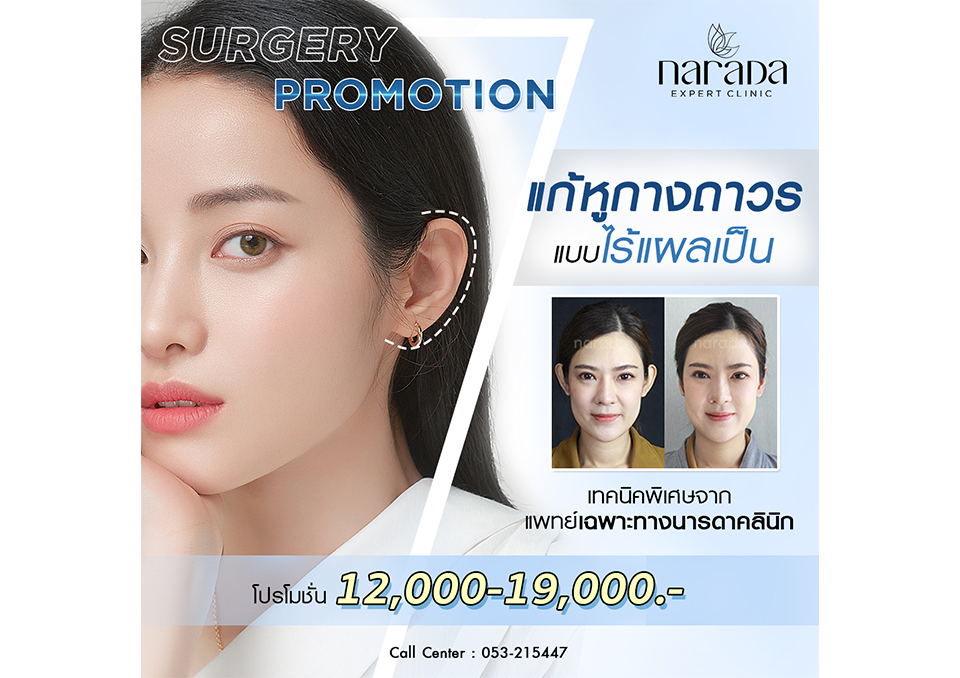 SURGERY
PROMOTION
narada
EXPERT CLINIC
แก้หูกางถาวร
แบบไร้แผลเป็น
narada
narada
เทคนิคพิเศษจาก
แพทย์เฉพาะทางนารดาคลินิก
โปรโมชั่น 12,000-19,000.-
Call Center : 053-215447